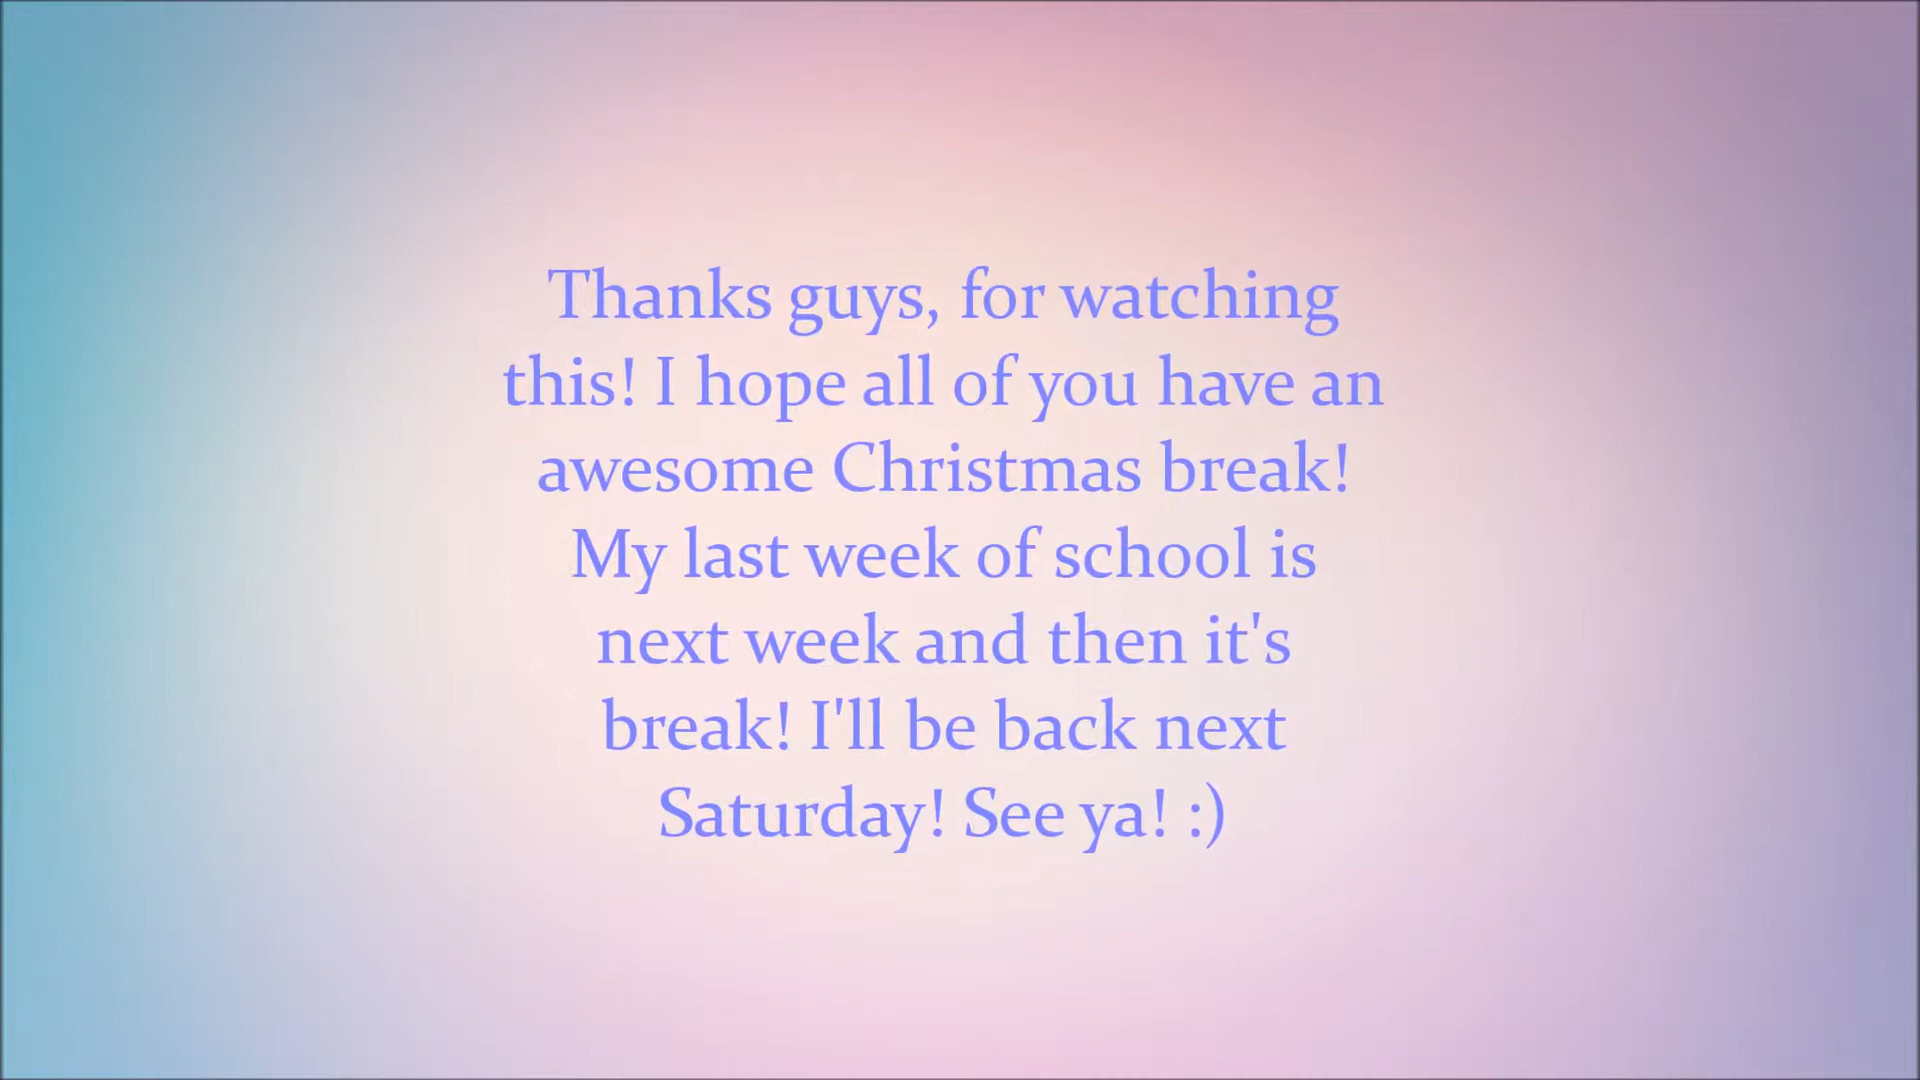 Thanks guys, for watching
this! I hope all of you have an
awesome Christmas break!
My last week of school is
next week and then it's
break! I'll be back next
Saturday! See ya! :)